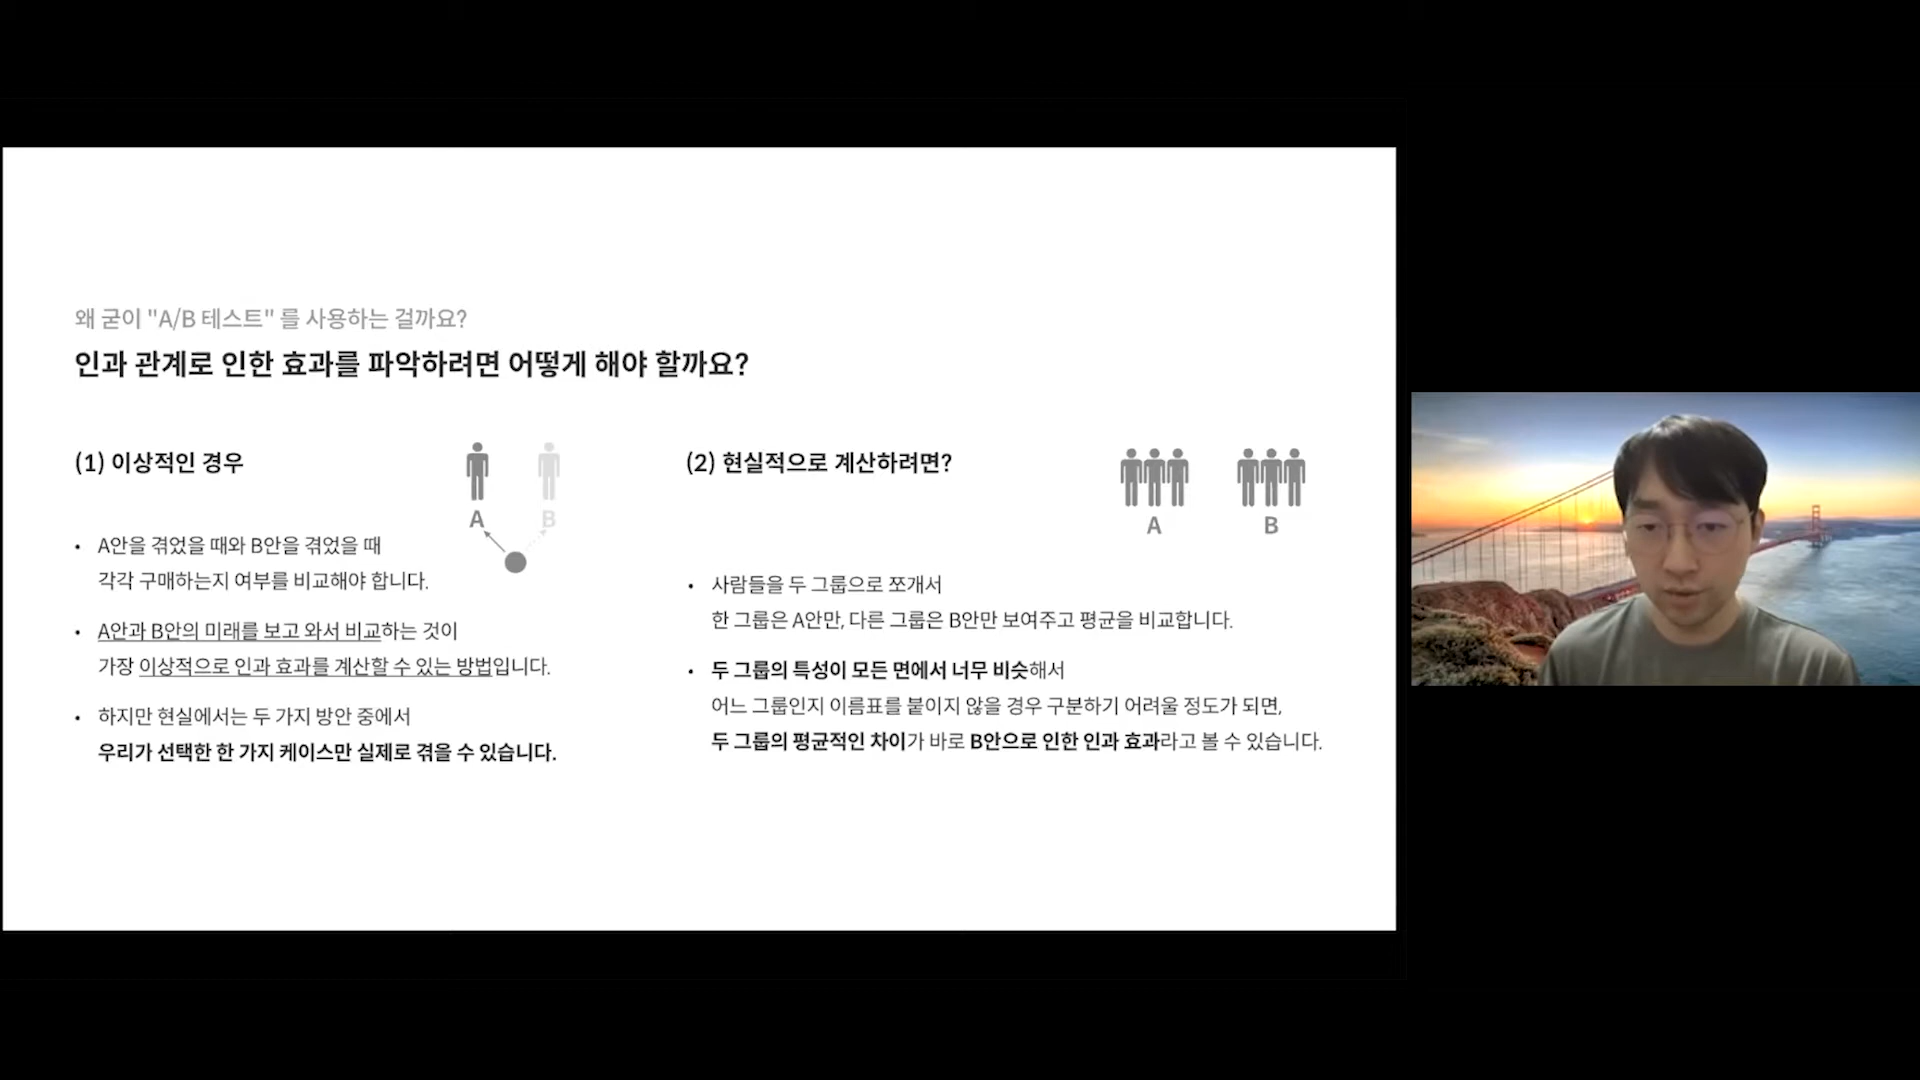 왜 굳이 "A/B 테스트" 를 사용하는 걸까요?
인과 관계로 인한 효과를 파악하려면 어떻게 해야 할까요?
(1) 이상적인 경우
A
B
• A안을 겪었을 때와 B안을 겪었을 때
각각 구매하는지 여부를 비교해야 합니다.
• A안과 B안의 미래를 보고 와서 비교하는 것이
가장 이상적으로 인과 효과를 계산할 수 있는 방법입니다.
• 하지만 현실에서는 두 가지 방안 중에서
우리가 선택한 한 가지 케이스만 실제로 겪을 수 있습니다.
(2) 현실적으로 계산하려면?
A
B
• 사람들을 두 그룹으로 쪼개서
한 그룹은 A안만, 다른 그룹은 B안만 보여주고 평균을 비교합니다.
• 두 그룹의 특성이 모든 면에서 너무 비슷해서
어느 그룹인지 이름표를 붙이지 않을 경우 구분하기 어려울 정도가 되면,
두 그룹의 평균적인 차이가 바로 B안으로 인한 인과 효과라고 볼 수 있습니다.